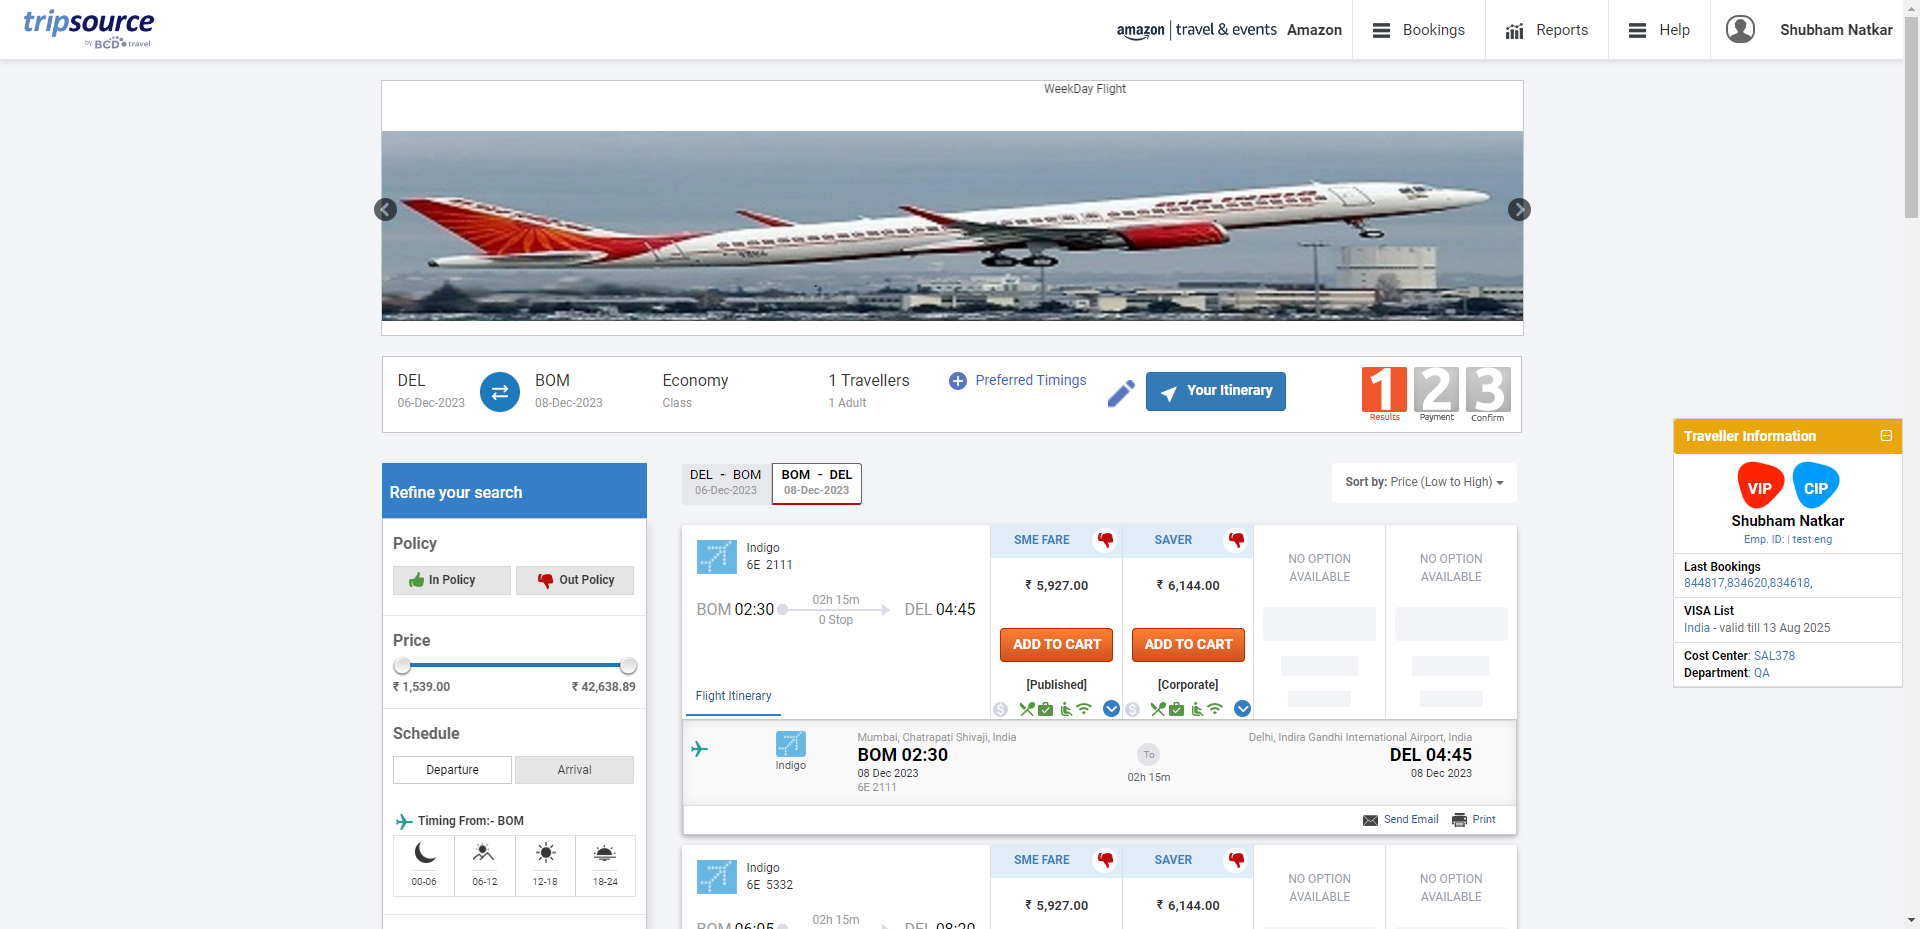 tripsource
by BCD travel
amazon | travel & events Amazon
Bookings
Reports
Help
Shubham Natkar
WeekDay Flight
AIR INDIA
DEL
06-Dec-2023
BOM
08-Dec-2023
Economy
Class
1 Travellers
1 Adult
Preferred Timings
Your Itinerary
1 2 3
Results Payment Confirm
Refine your search
Policy
In Policy
Out Policy
Price
₹ 1,539.00 ₹ 42,638.89
Schedule
Departure Arrival
Timing From:- BOM
00-06 06-12 12-18 18-24
DEL - BOM
06-Dec-2023
BOM - DEL
08-Dec-2023
Sort by: Price (Low to High)
Indigo
6E 2111
BOM 02:30
02h 15m
0 Stop
DEL 04:45
Flight Itinerary
SME FARE
₹ 5,927.00
ADD TO CART
[Published]
SAVER
₹ 6,144.00
ADD TO CART
[Corporate]
NO OPTION
AVAILABLE
NO OPTION
AVAILABLE
Indigo
Mumbai, Chatrapati Shivaji, India
BOM 02:30
08 Dec 2023
6E 2111
To
02h 15m
Delhi, Indira Gandhi International Airport, India
DEL 04:45
08 Dec 2023
Send Email
Print
Indigo
6E 5332
BOM 06:05
02h 15m
DEL 08:20
SME FARE
₹ 5,927.00
SAVER
₹ 6,144.00
NO OPTION
AVAILABLE
NO OPTION
AVAILABLE
Traveller Information
VIP CIP
Shubham Natkar
Emp. ID: | test eng
Last Bookings
844817,834620,834618,
VISA List
India - valid till 13 Aug 2025
Cost Center: SAL378
Department: QA